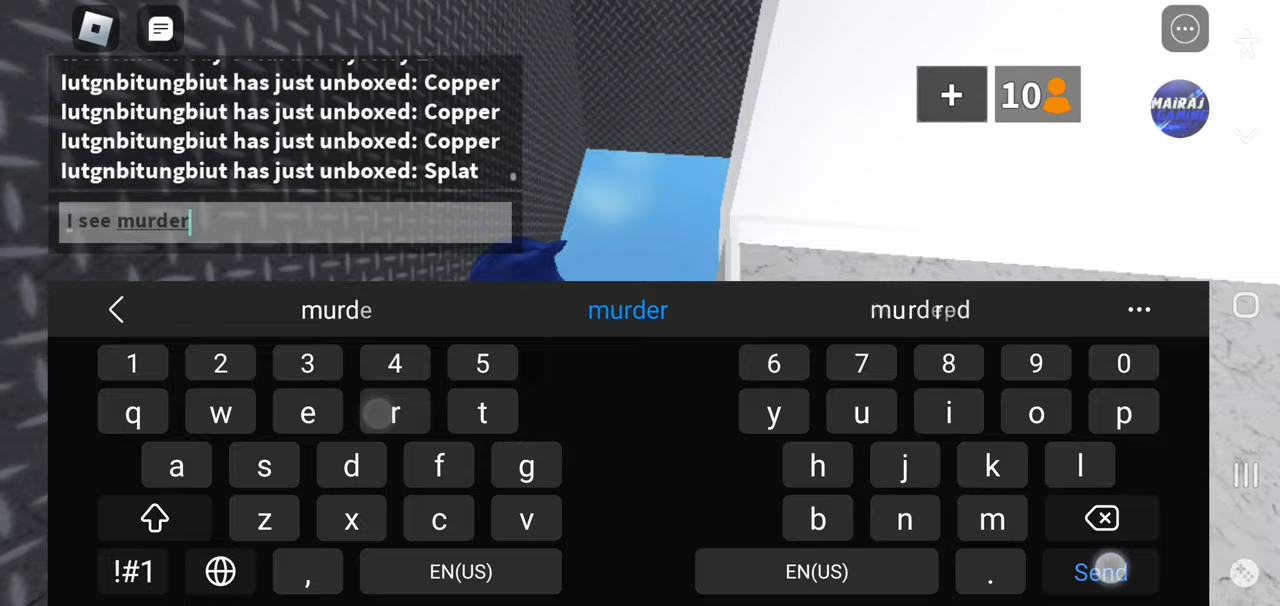 lutgnbitungbiut has just unboxed: Copper
lutgnbitungbiut has just unboxed: Copper
lutgnbitungbiut has just unboxed: Copper
lutgnbitungbiut has just unboxed: Splat
I see murder
+ 10
MAIRAJ
GAMING
murde murder
1 2 3 4 5 6 7 8 9 0
q w e r t y u i o p
a s d f g h j k l
z x c v b n m
!#1 , EN(US) EN(US) . Send